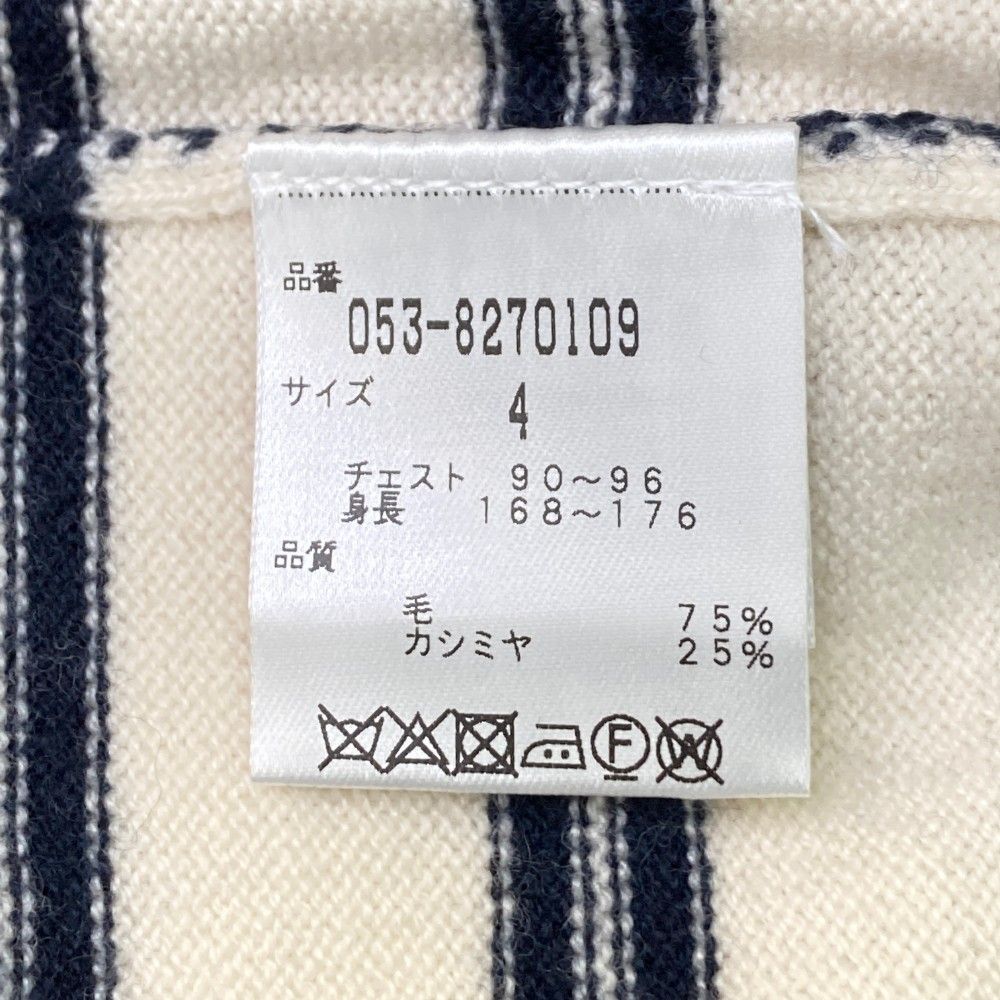 品番
053-8270109
サイズ 4
チェスト 90~96
身長 168~176
品質
毛 75%
カシミヤ 25%
F W